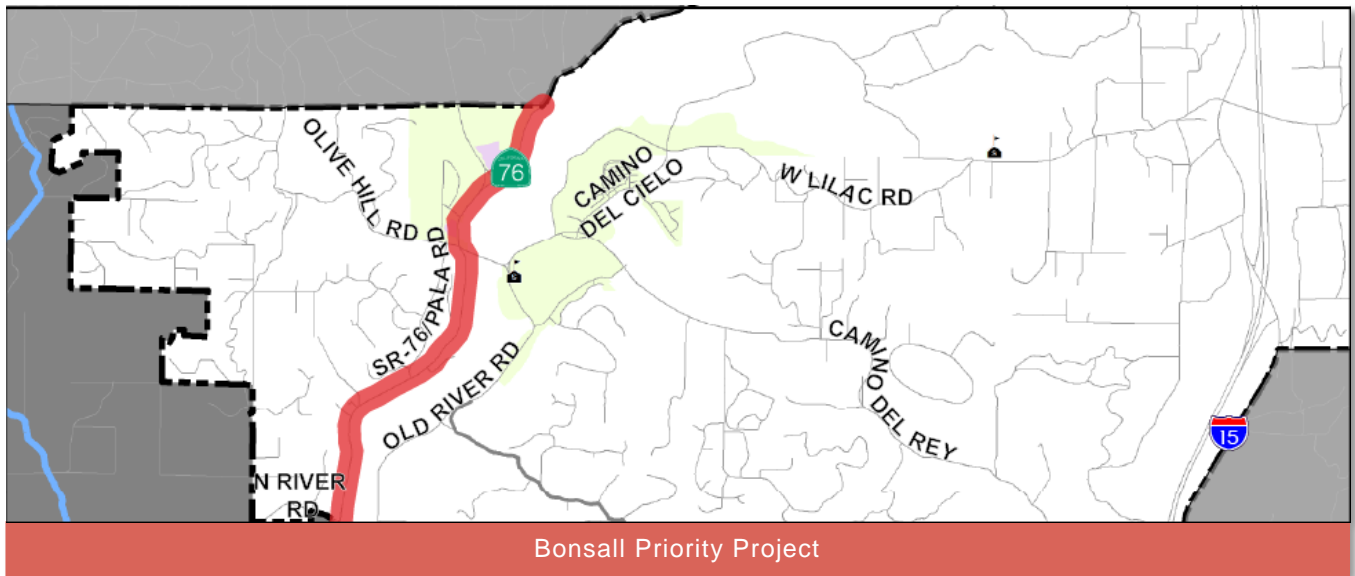 76
OLIVE HILL RD
CAMINO
DEL CIELO
W LILAC RD
SR-76/PALA RD
CAMINO DEL REY
OLD RIVER RD
15
N RIVER
RD
Bonsall Priority Project